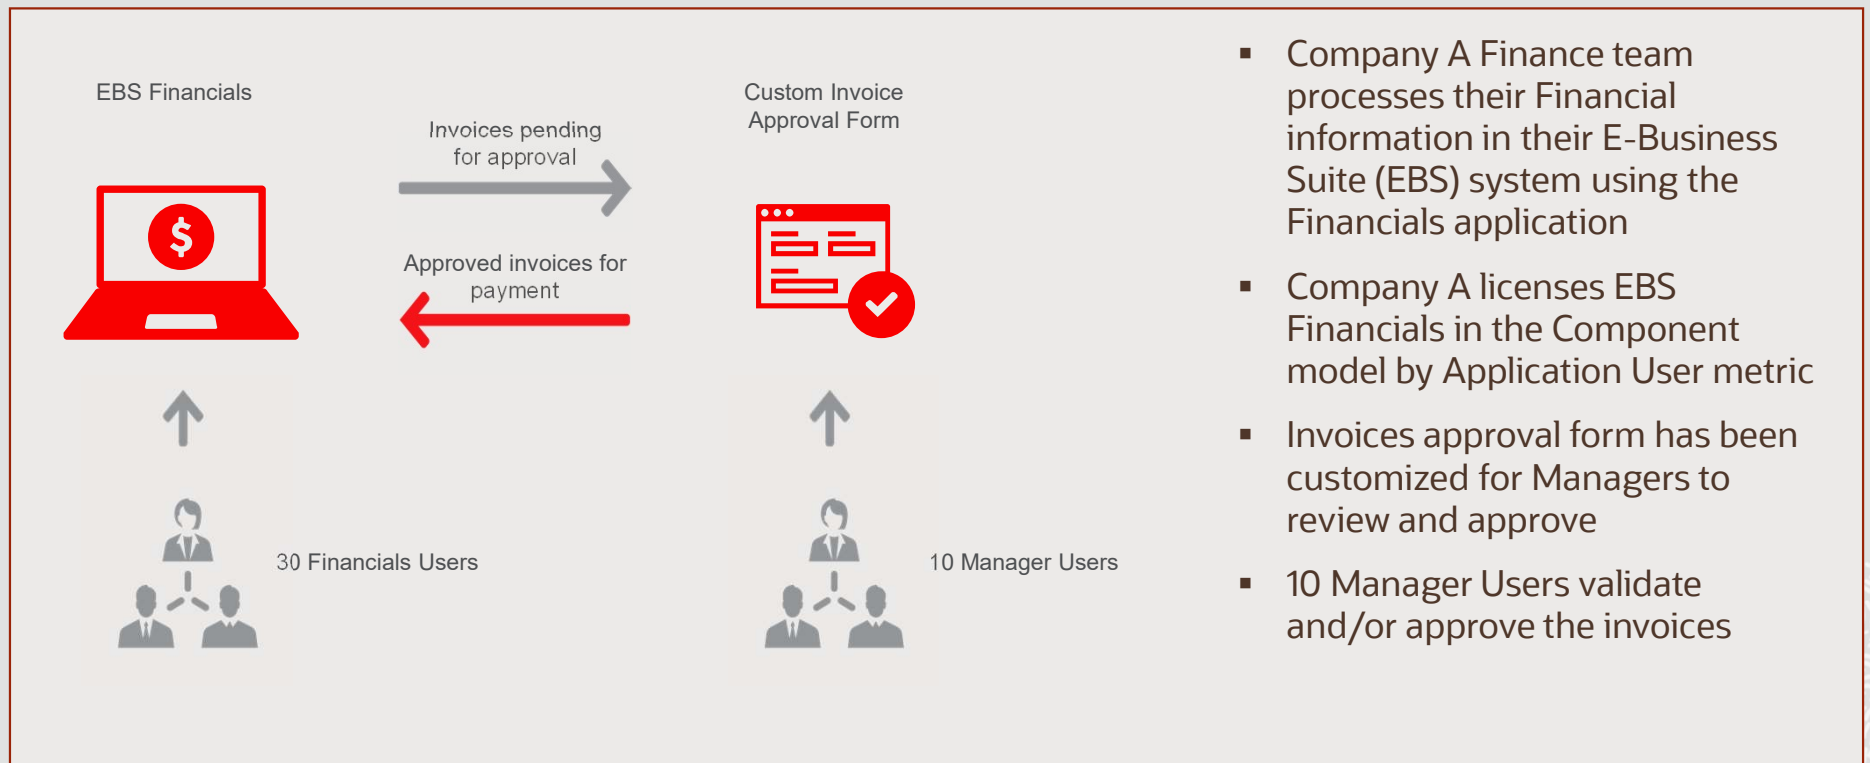 EBS Financials
Custom Invoice
Approval Form
Invoices pending
for approval
$
Approved invoices for
payment
30 Financials Users
10 Manager Users
▪ Company A Finance team
processes their Financial
information in their E-Business
Suite (EBS) system using the
Financials application
▪ Company A licenses EBS
Financials in the Component
model by Application User metric
▪ Invoices approval form has been
customized for Managers to
review and approve
▪ 10 Manager Users validate
and/or approve the invoices